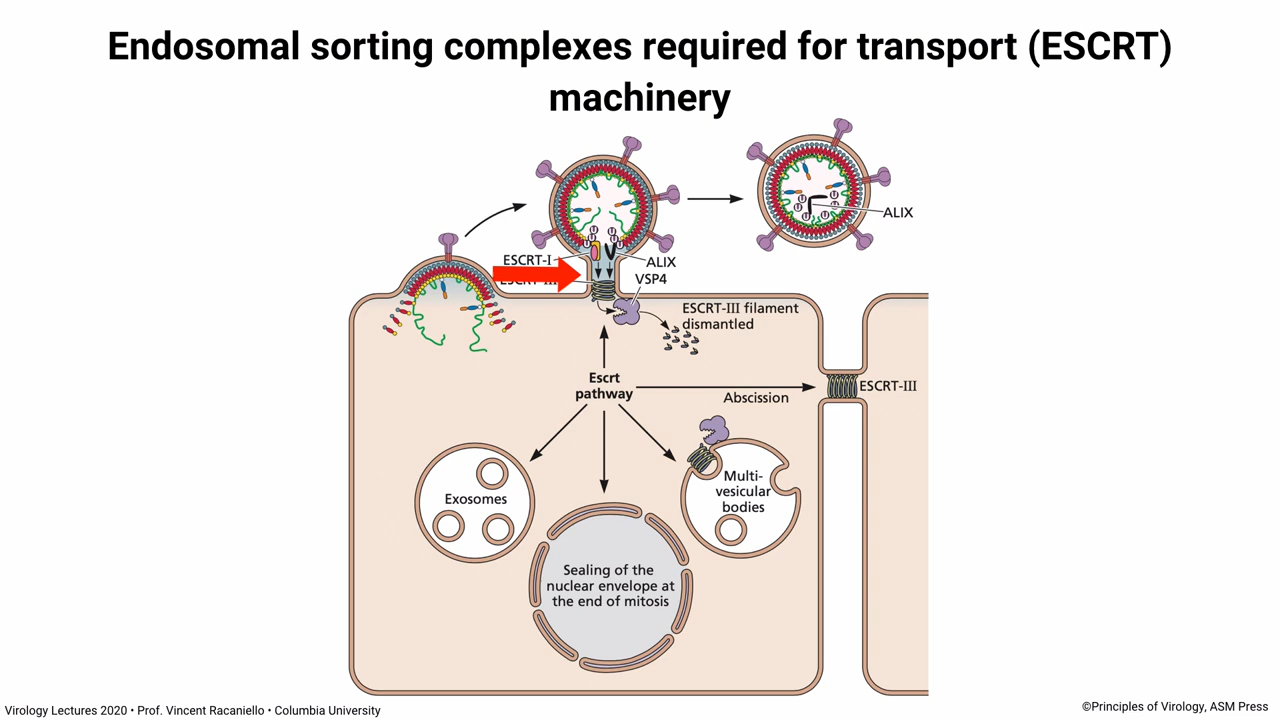 Endosomal sorting complexes required for transport (ESCRT)
machinery
ALIX
ESCRT-I
ALIX
ESCRT-III
VSP4
ESCRT-III filament
dismantled
Escrt
pathway
Abscission
ESCRT-III
Exosomes
Multi-
vesicular
bodies
Sealing of the
nuclear envelope at
the end of mitosis
Virology Lectures 2020 • Prof. Vincent Racaniello • Columbia University
©Principles of Virology, ASM Press